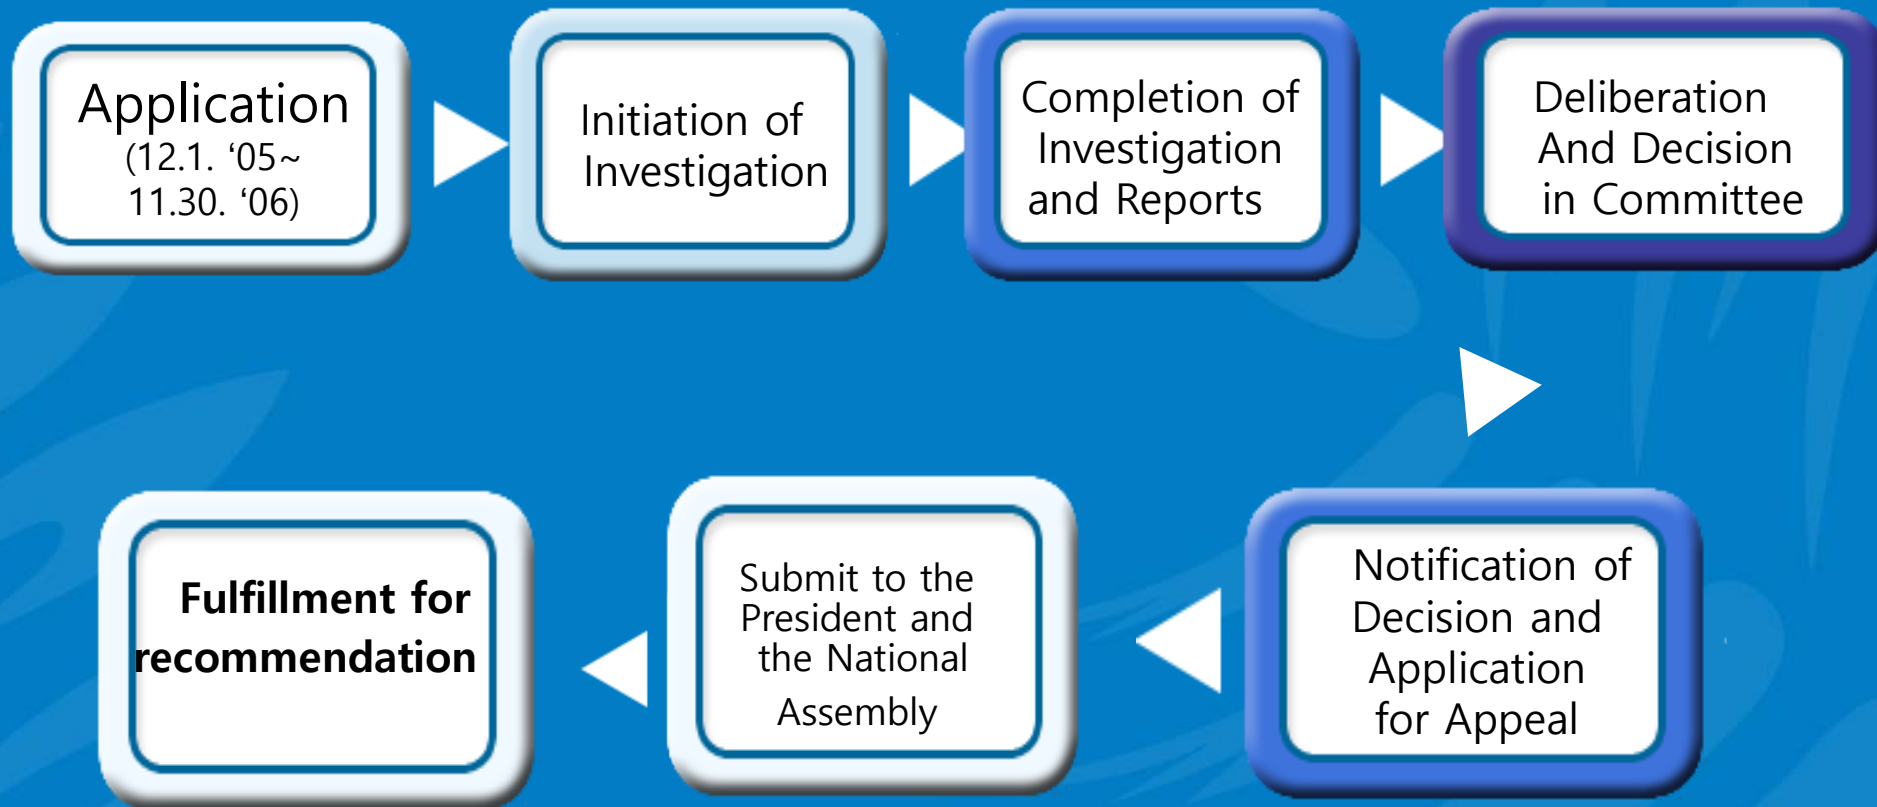 Application
(12.1. ‘05~
11.30. ‘06)
Initiation of
Investigation
Completion of
Investigation
and Reports
Deliberation
And Decision
in Committee
Notification of
Decision and
Application
for Appeal
Submit to the
President and
the National
Assembly
Fulfillment for
recommendation